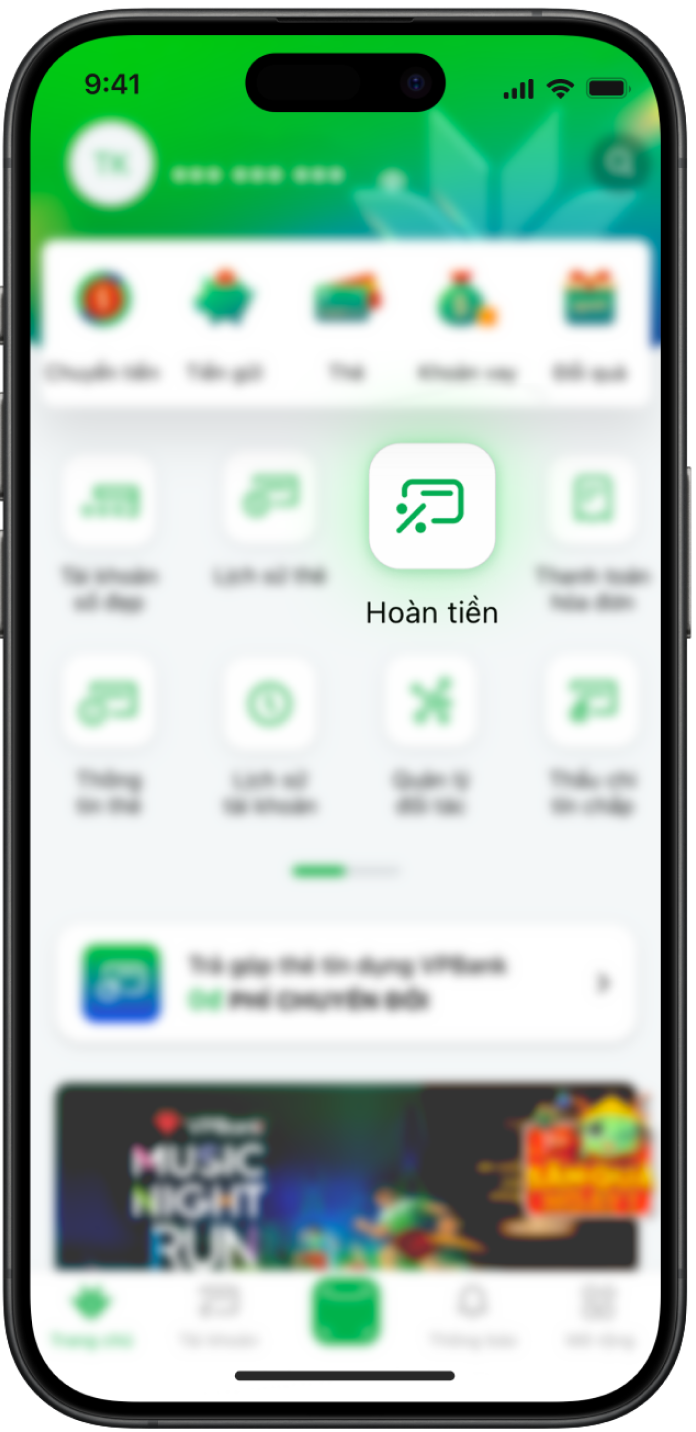 9:41
TK
Chuyển tiền Tiền gửi Thẻ Khoản vay Đổi quà
Tài khoản
số đẹp
Lịch sử thẻ
Hoàn tiền
Thanh toán
hóa đơn
Thông
tin thẻ
Lịch sử
tài khoản
Quản lý
đối tác
Thấu chi
tín chấp
Trả góp thẻ tín dụng VPBank
0đ PHÍ CHUYỂN ĐỔI
VPBank
MUSIC
NIGHT
RUN
Trang chủ Tài khoản Thông báo Mở rộng